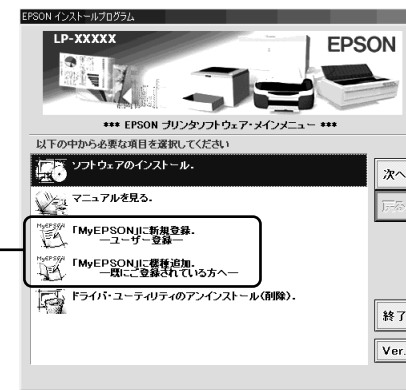 EPSON インストールプログラム
LP-XXXXX
EPSON
*** EPSON プリンタソフトウェア・メインメニュー ***
以下の中から必要な項目を選択してください
ソフトウェアのインストール.
マニュアルを見る.
MyEPSON
「MyEPSON」に新規登録.
―ユーザー登録―
MyEPSON
「MyEPSON」に機種追加.
―既にご登録されている方へ―
ドライバ・ユーティリティのアンインストール(削除).
次へ
戻る
終了
Ver.